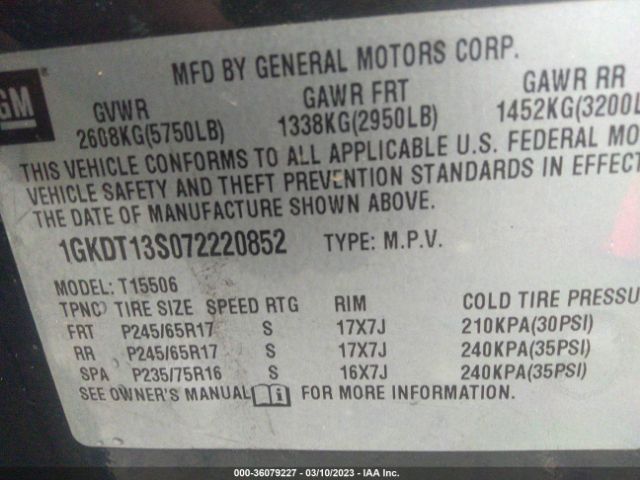 MFD BY GENERAL MOTORS CORP.
GM
GVWR GAWR FRT GAWR RR
2608KG(5750LB) 1338KG(2950LB) 1452KG(3200L
THIS VEHICLE CONFORMS TO ALL APPLICABLE U.S. FEDERAL MO
VEHICLE SAFETY AND THEFT PREVENTION STANDARDS IN EFFECT
THE DATE OF MANUFACTURE SHOWN ABOVE.
1GKDT13S072220852 TYPE: M.P.V.
MODEL: T15506
TPNC TIRE SIZE SPEED RTG RIM COLD TIRE PRESSU
FRT P245/65R17 S 17X7J 210KPA(30PSI)
RR P245/65R17 S 17X7J 240KPA(35PSI)
SPA P235/75R16 S 16X7J 240KPA(35PSI)
SEE OWNER'S MANUAL FOR MORE INFORMATION.
000-36079227 - 03/10/2023 - IAA Inc.